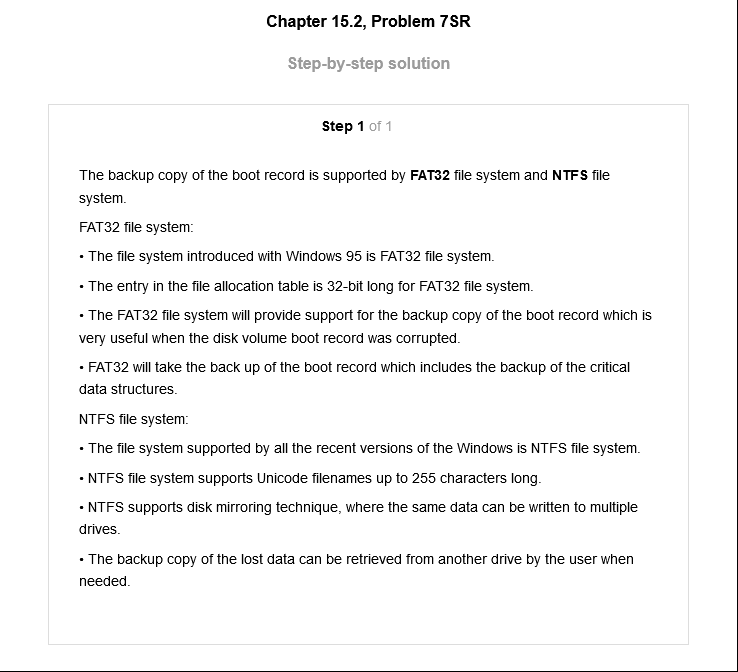 Chapter 15.2, Problem 7SR
Step-by-step solution
Step 1 of 1
The backup copy of the boot record is supported by FAT32 file system and NTFS file
system.
FAT32 file system:
• The file system introduced with Windows 95 is FAT32 file system.
• The entry in the file allocation table is 32-bit long for FAT32 file system.
• The FAT32 file system will provide support for the backup copy of the boot record which is
very useful when the disk volume boot record was corrupted.
• FAT32 will take the back up of the boot record which includes the backup of the critical
data structures.
NTFS file system:
• The file system supported by all the recent versions of the Windows is NTFS file system.
• NTFS file system supports Unicode filenames up to 255 characters long.
• NTFS supports disk mirroring technique, where the same data can be written to multiple
drives.
• The backup copy of the lost data can be retrieved from another drive by the user when
needed.